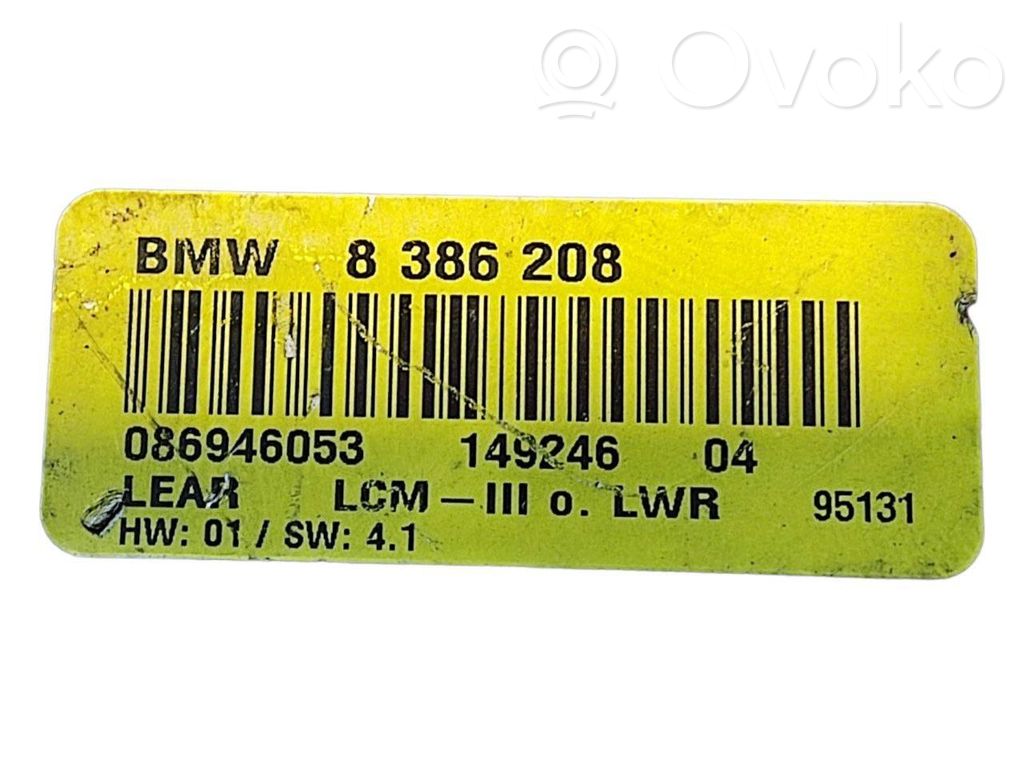 Ovoko
BMW 8 386 208
086946053 149246 04
LEAR LCM-III o. LWR 95131
HW: 01 / SW: 4.1